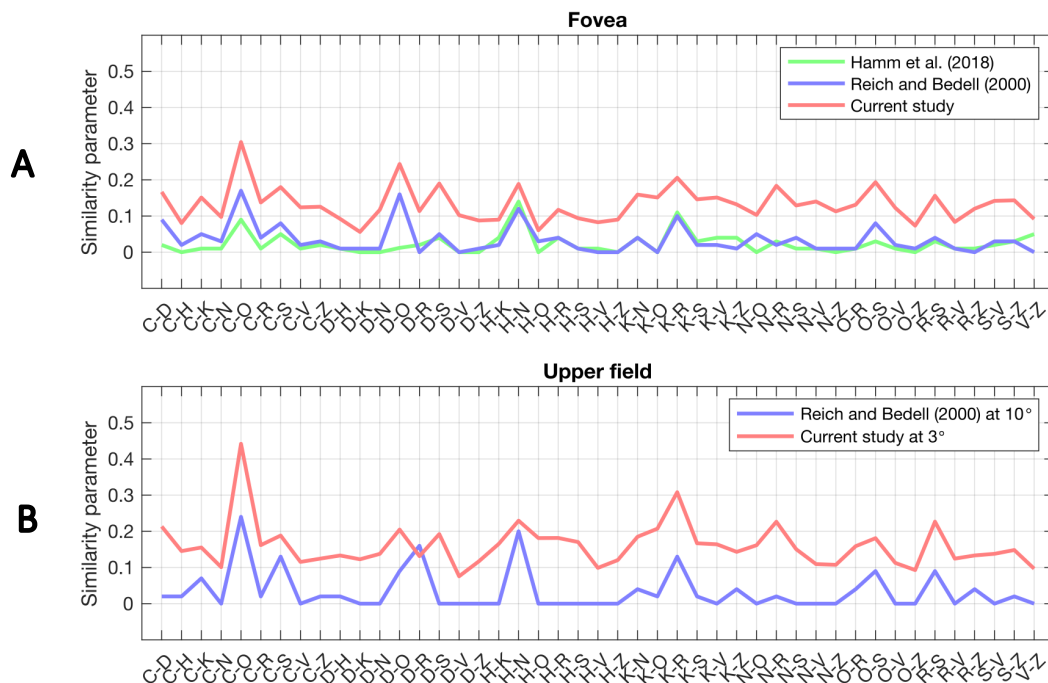 Fovea
A
Similarity parameter
0.5
0.4
0.3
0.2
0.1
0
Hamm et al. (2018)
Reich and Bedell (2000)
Current study
C-D
C-H
C-K
C-N
C-O
C-R
C-S
C-V
C-Z
D-H
D-K
D-N
D-O
D-R
D-S
D-V
D-Z
H-K
H-N
H-O
H-R
H-S
H-V
H-Z
K-N
K-O
K-R
K-S
K-V
K-Z
N-O
N-R
N-S
N-V
N-Z
O-R
O-S
O-V
O-Z
R-S
R-V
R-Z
S-V
S-Z
V-Z
Upper field
B
Similarity parameter
0.5
0.4
0.3
0.2
0.1
0
Reich and Bedell (2000) at 10°
Current study at 3°
C-D
C-H
C-K
C-N
C-O
C-R
C-S
C-V
C-Z
D-H
D-K
D-N
D-O
D-R
D-S
D-V
D-Z
H-K
H-N
H-O
H-R
H-S
H-V
H-Z
K-N
K-O
K-R
K-S
K-V
K-Z
N-O
N-R
N-S
N-V
N-Z
O-R
O-S
O-V
O-Z
R-S
R-V
R-Z
S-V
S-Z
V-Z